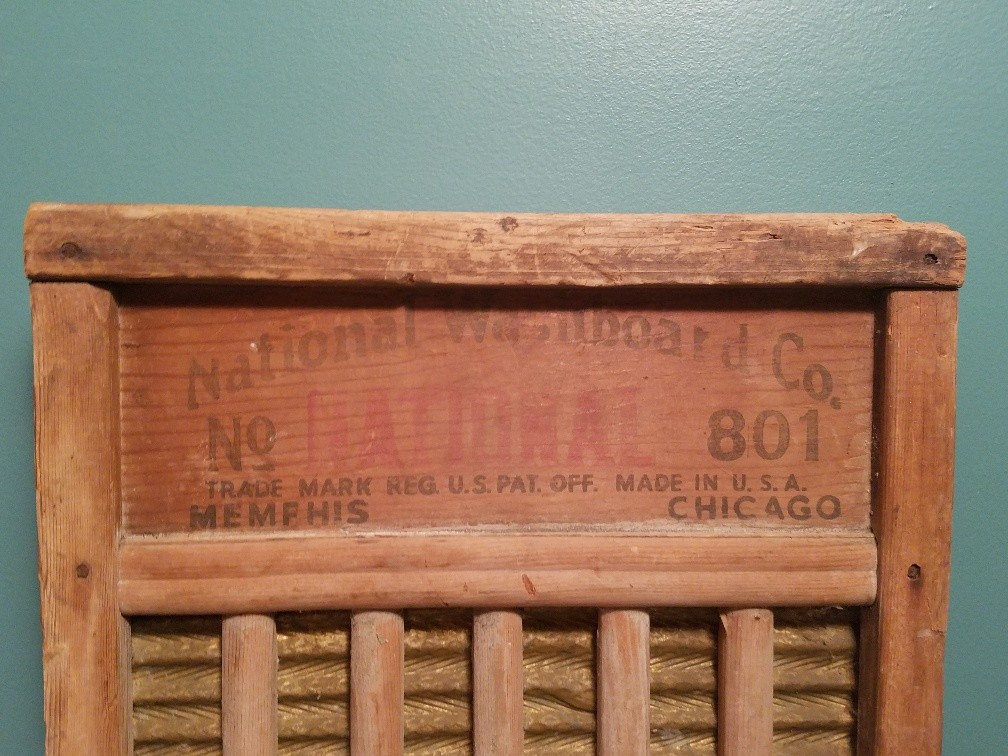 National Washboard Co.
No NATIONAL 801
TRADE MARK REG. U.S. PAT. OFF. MADE IN U.S.A.
MEMPHIS CHICAGO